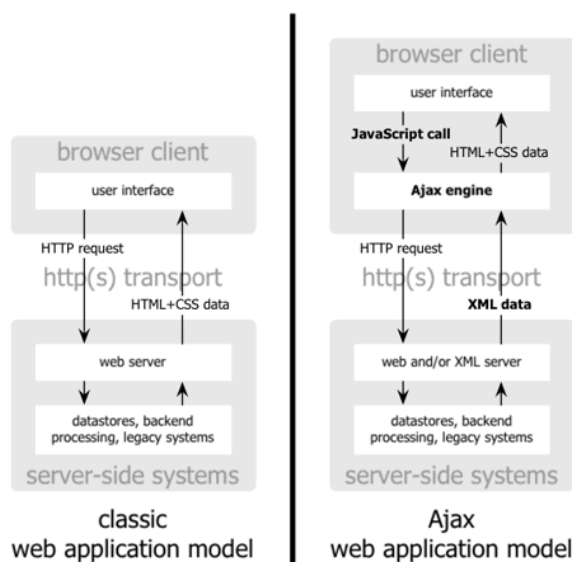 browser client
user interface
HTTP request
http(s) transport
HTML+CSS data
web server
datastores, backend
processing, legacy systems
server-side systems
classic
web application model
browser client
user interface
JavaScript call
HTML+CSS data
Ajax engine
HTTP request
http(s) transport
XML data
web and/or XML server
datastores, backend
processing, legacy systems
server-side systems
Ajax
web application model